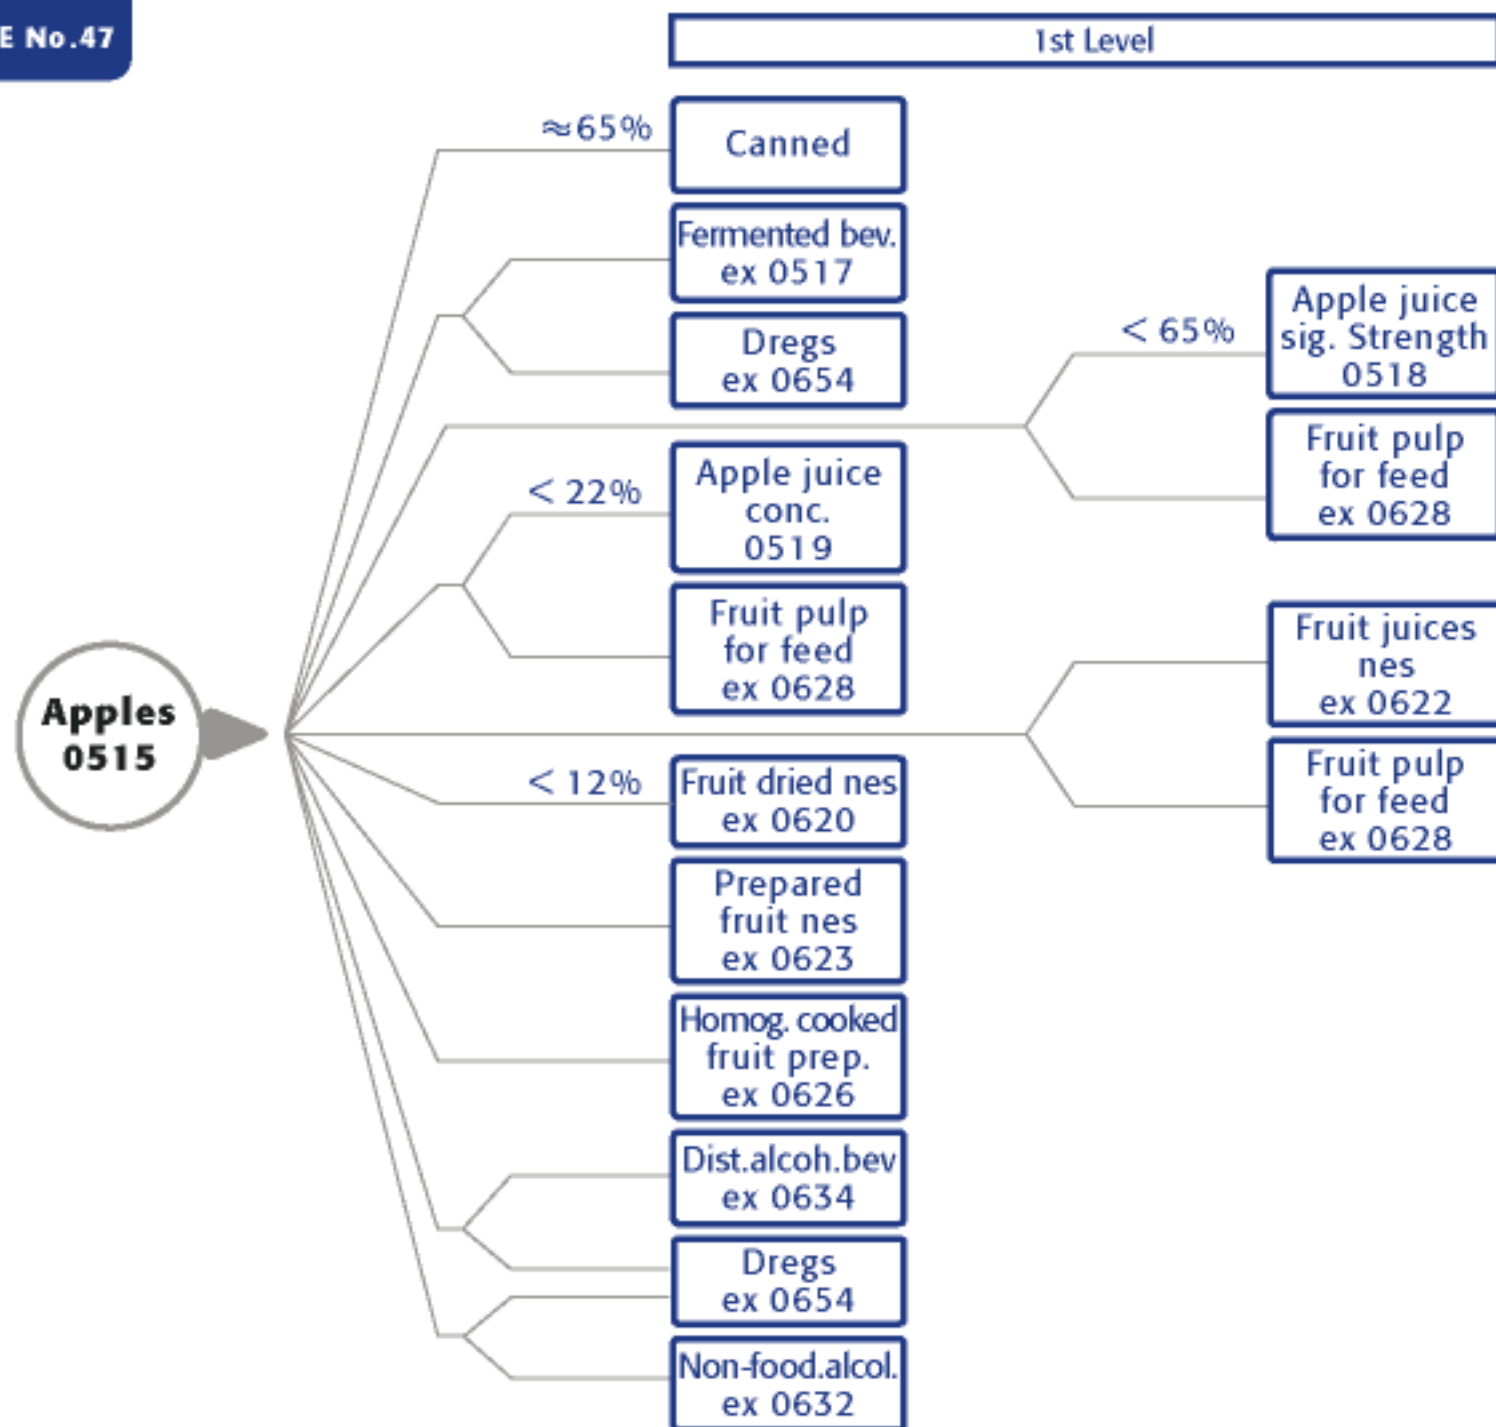 E No.47
1st Level
≈65%
Canned
Fermented bev.
ex 0517
Dregs
ex 0654
< 65%
Apple juice
sig. Strength
0518
Fruit pulp
for feed
ex 0628
< 22%
Apple juice
conc.
0519
Fruit pulp
for feed
ex 0628
Apples
0515
Fruit juices
nes
ex 0622
Fruit pulp
for feed
ex 0628
< 12%
Fruit dried nes
ex 0620
Prepared
fruit nes
ex 0623
Homog. cooked
fruit prep.
ex 0626
Dist.alcoh.bev
ex 0634
Dregs
ex 0654
Non-food.alcol.
ex 0632